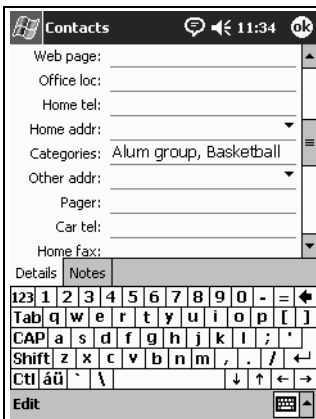 Contacts 11:34 ok
Web page:
Office loc:
Home tel:
Home addr:
Categories: Alum group, Basketball
Other addr:
Pager:
Car tel:
Home fax:
Details Notes
123 1 2 3 4 5 6 7 8 9 0 - =
Tab q w e r t y u i o p [ ]
CAP a s d f g h j k l ; '
Shift z x c v b n m , . /
Ctl áü ` \
Edit